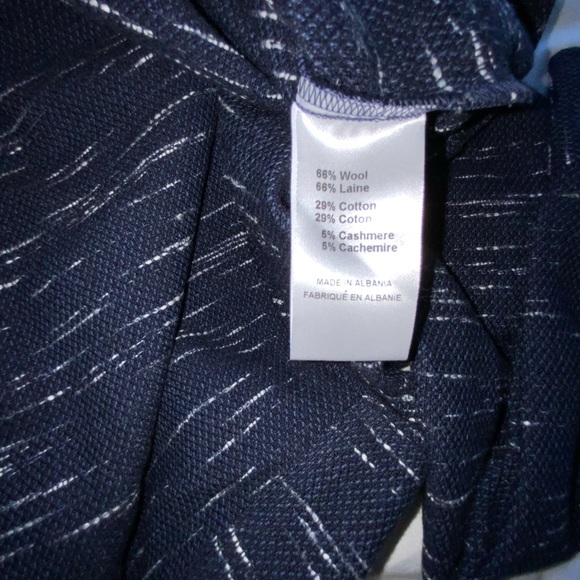 66% Wool
66% Laine
29% Cotton
29% Coton
5% Cashmere
5% Cachemire
MADE IN ALBANIA
FABRIQUÉ EN ALBANIE